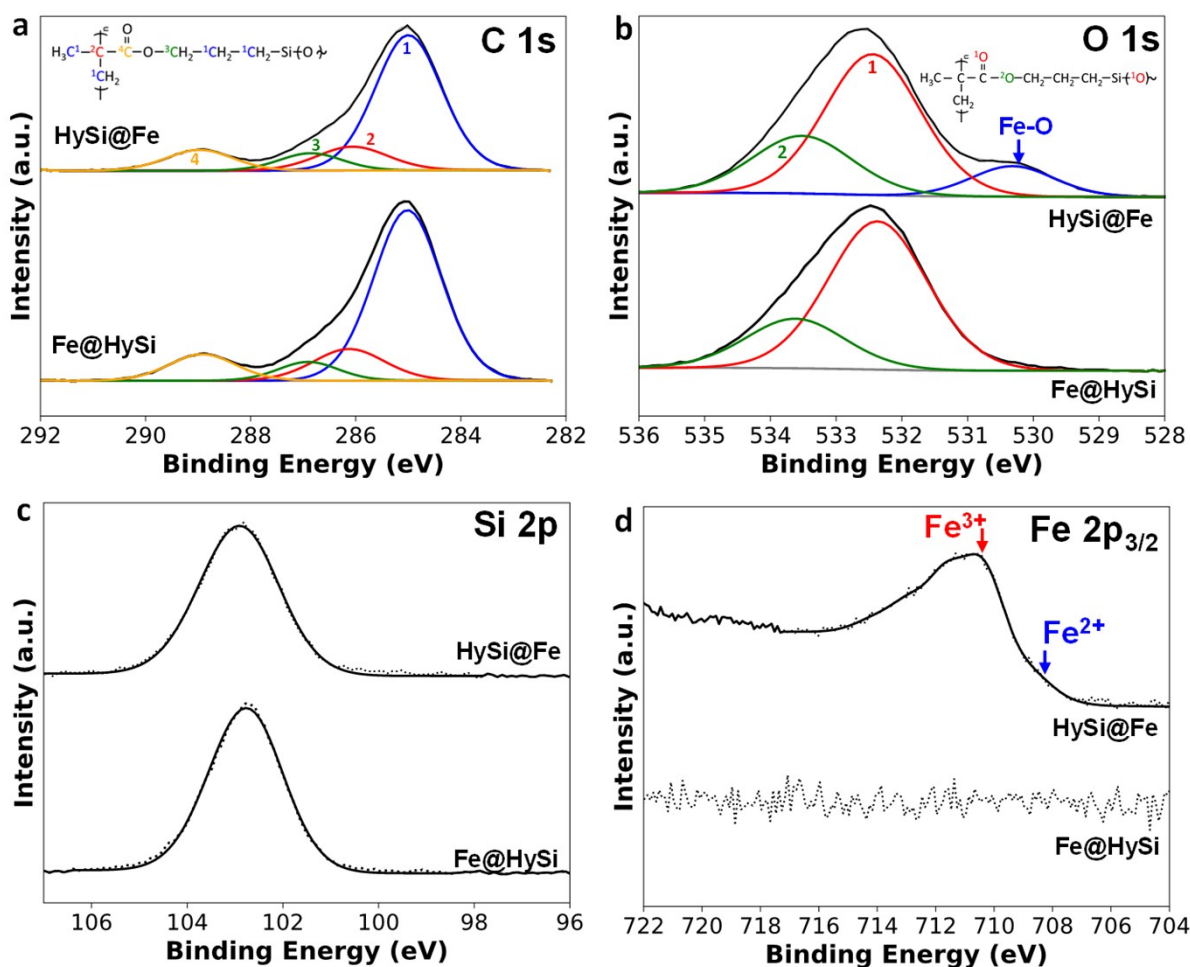 a
C 1s
n
O
H₃C¹–²C–⁴C–O–³CH₂–¹CH₂–¹CH₂–Si(O)~
¹CH₂
1
2
3
4
HySi@Fe
Fe@HySi
Intensity (a.u.)
292 290 288 286 284 282
Binding Energy (eV)
b
O 1s
n
¹O
H₃C–C–C–²O–CH₂–CH₂–CH₂–Si(¹O)~
CH₂
1
2
Fe-O
HySi@Fe
Fe@HySi
Intensity (a.u.)
536 535 534 533 532 531 530 529 528
Binding Energy (eV)
c
Si 2p
HySi@Fe
Fe@HySi
Intensity (a.u.)
106 104 102 100 98 96
Binding Energy (eV)
d
Fe 2p₃/₂
Fe³⁺
Fe²⁺
HySi@Fe
Fe@HySi
Intensity (a.u.)
722 720 718 716 714 712 710 708 706 704
Binding Energy (eV)